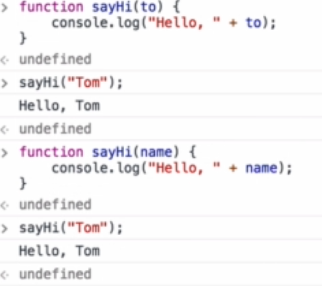 > function sayHi(to) {
console.log("Hello, " + to);
}
undefined
> sayHi("Tom");
Hello, Tom
undefined
> function sayHi(name) {
console.log("Hello, " + name);
}
undefined
> sayHi("Tom");
Hello, Tom
undefined